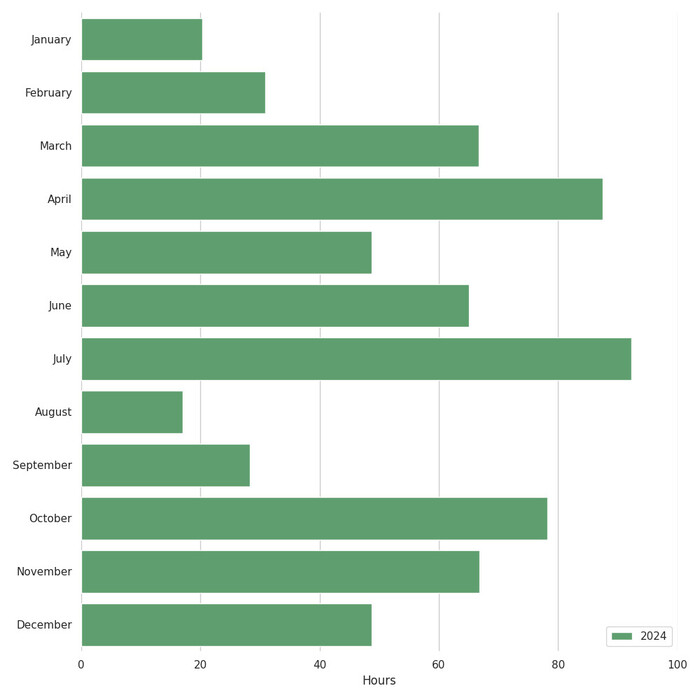 January
February
March
April
May
June
July
August
September
October
November
December
2024
0 20 40 60 80 100
Hours